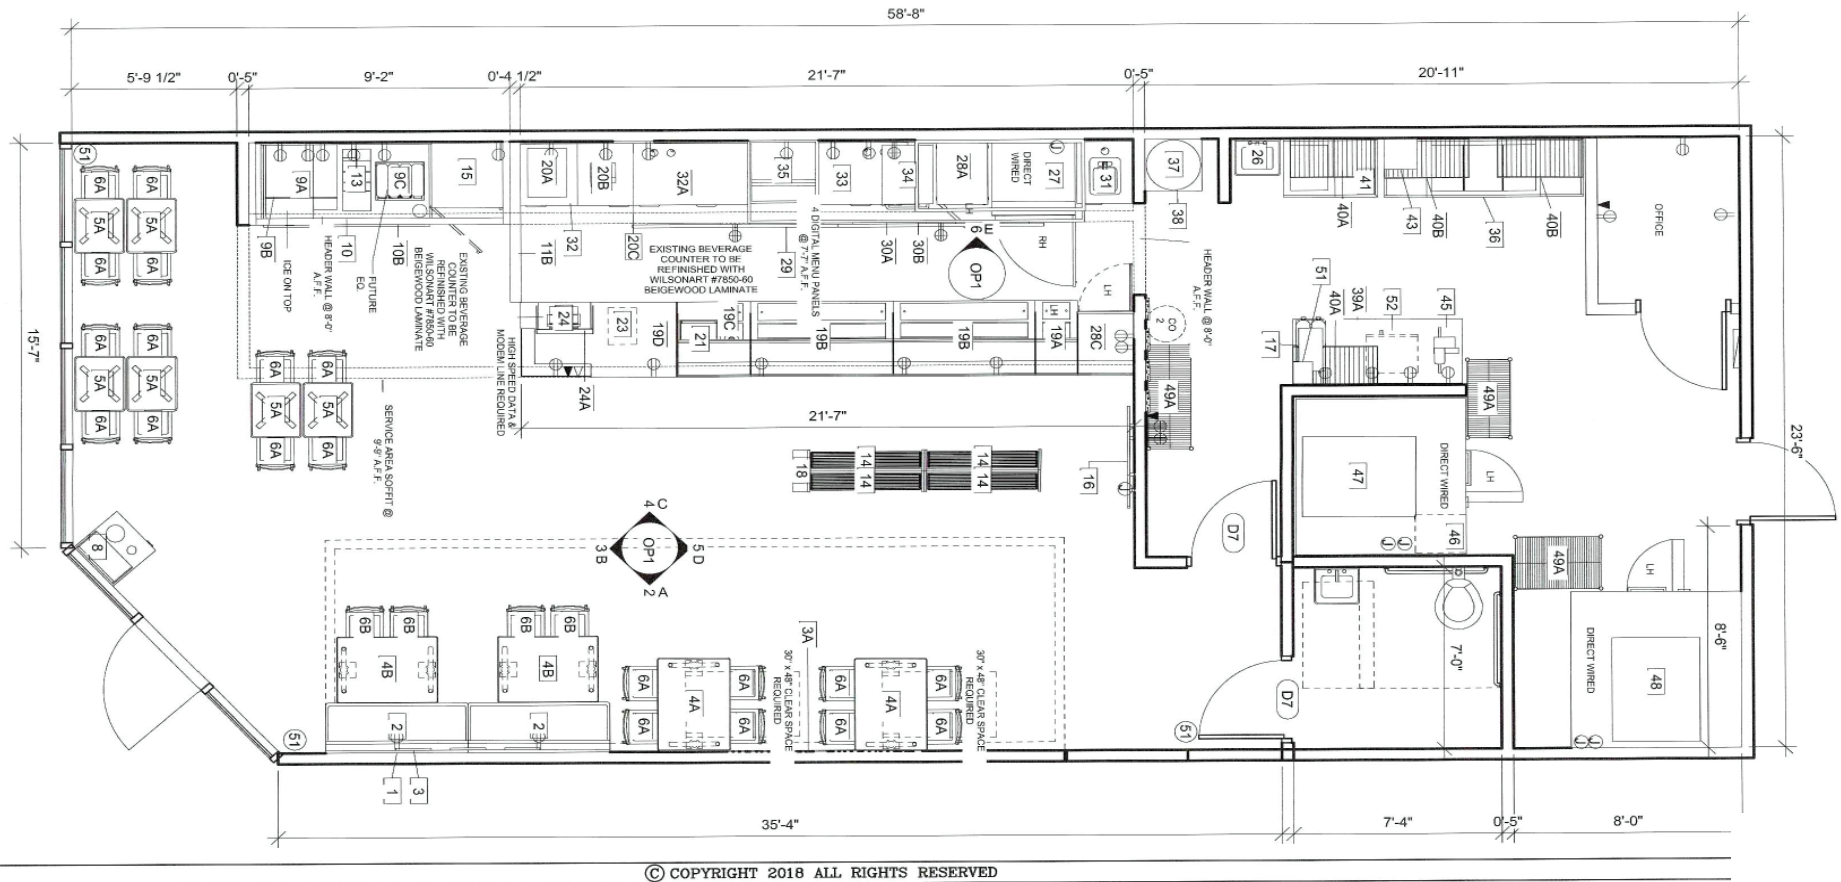 58'-8"
5'-9 1/2"
0'-5"
9'-2"
0'-4 1/2"
21'-7"
0'-5"
20'-11"
15'-7"
23'-6"
51
6A
6A
5A
5A
6A
6A
6A
6A
5A
5A
6A
6A
6A
6A
5A
5A
6A
6A
9A
13
9C
15
9B
ICE ON TOP
HEADER WALL @ 8'-0"
A.F.F.
10
FUTURE
EQ.
10B
EXISTING BEVERAGE
COUNTER TO BE
REFINISHED WITH
WILSONART #7850-60
BEIGEWOOD LAMINATE
20A
20B
32A
35
33
34
28A
DIRECT
WIRED
27
31
11B
32
20C
EXISTING BEVERAGE
COUNTER TO BE
REFINISHED WITH
WILSONART #7850-60
BEIGEWOOD LAMINATE
29
4 DIGITAL MENU PANELS
@ 7'-7" A.F.F.
30A
30B
LH
6
E
OP1
RH
LH
24
23
19D
21
19C
19B
19B
LH
19A
28C
24A
HIGH SPEED DATA &
MODEM LINE REQUIRED
SERVICE AREA SOFFIT @
9'-9" A.F.F.
21'-7"
37
38
HEADER WALL @ 8'-0"
A.F.F.
CO
2
49A
26
41
40A
43
40B
36
40B
OFFICE
51
40A
39A
52
45
17
49A
18
14
14
14
14
16
47
DIRECT WIRED
LH
46
D7
49A
LH
DIRECT WIRED
48
8'-6"
7'-0"
D7
51
8
4
C
3
B
OP1
5
D
2
A
6B
6B
4B
6B
6B
4B
2
2
1
3
51
6A
6A
4A
6A
6A
3A
30" x 48" CLEAR SPACE
REQUIRED
6A
6A
4A
6A
6A
30" x 48" CLEAR SPACE
REQUIRED
35'-4"
7'-4"
0'-5"
8'-0"
© COPYRIGHT 2018 ALL RIGHTS RESERVED